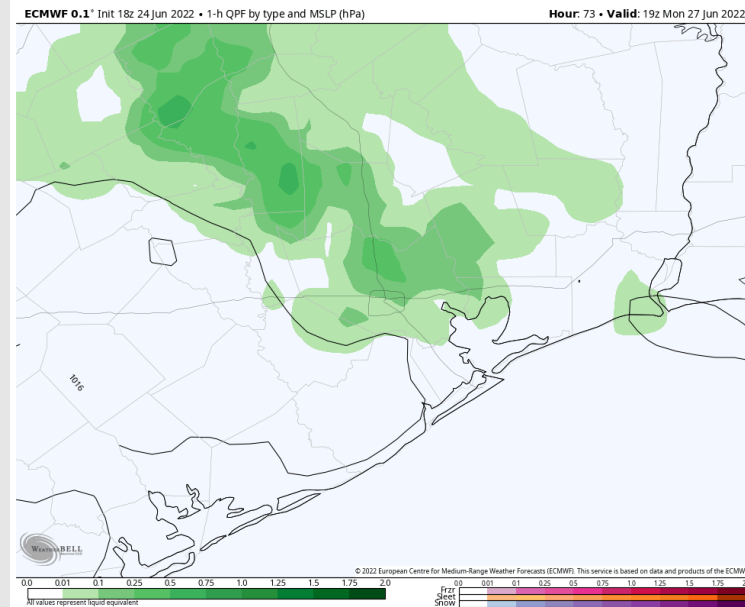 ECMWF 0.1° Init 18z 24 Jun 2022 • 1-h QPF by type and MSLP (hPa) Hour: 73 • Valid: 19z Mon 27 Jun 2022
1016
WEATHERBELL
© 2022 European Centre for Medium-Range Weather Forecasts (ECMWF). This service is based on data and products of the ECMW
0.0 0.01 0.1 0.25 0.5 0.75 1.0 1.25 1.5 1.75 2.0
All values represent liquid equivalent
0.0 0.01 0.1 0.25 0.5 0.75 1.0 1.25 1.5 1.75 2
Frzr
Sleet
Snow